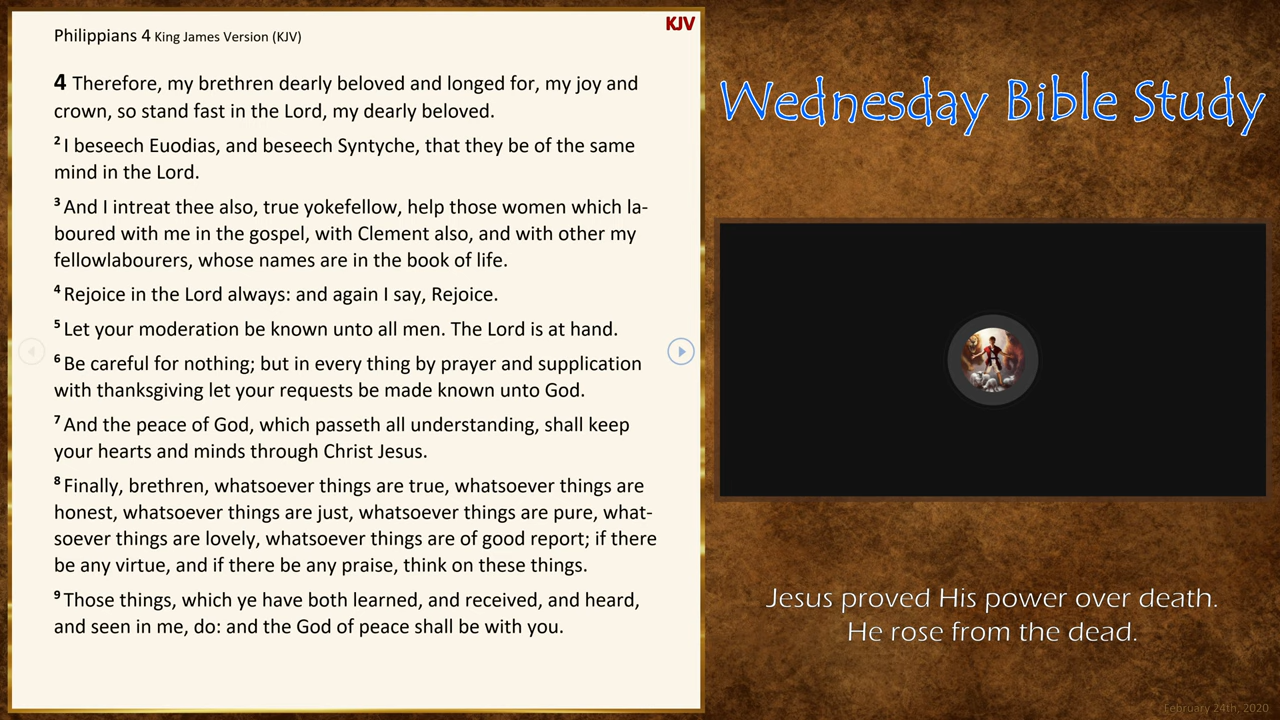 Philippians 4 King James Version (KJV)
KJV
4 Therefore, my brethren dearly beloved and longed for, my joy and
crown, so stand fast in the Lord, my dearly beloved.
2 I beseech Euodias, and beseech Syntyche, that they be of the same
mind in the Lord.
3 And I intreat thee also, true yokefellow, help those women which la-
boured with me in the gospel, with Clement also, and with other my
fellowlabourers, whose names are in the book of life.
4 Rejoice in the Lord always: and again I say, Rejoice.
5 Let your moderation be known unto all men. The Lord is at hand.
6 Be careful for nothing; but in every thing by prayer and supplication
with thanksgiving let your requests be made known unto God.
7 And the peace of God, which passeth all understanding, shall keep
your hearts and minds through Christ Jesus.
8 Finally, brethren, whatsoever things are true, whatsoever things are
honest, whatsoever things are just, whatsoever things are pure, what-
soever things are lovely, whatsoever things are of good report; if there
be any virtue, and if there be any praise, think on these things.
9 Those things, which ye have both learned, and received, and heard,
and seen in me, do: and the God of peace shall be with you.
Wednesday Bible Study
Jesus proved His power over death.
He rose from the dead.
February 24th, 2020